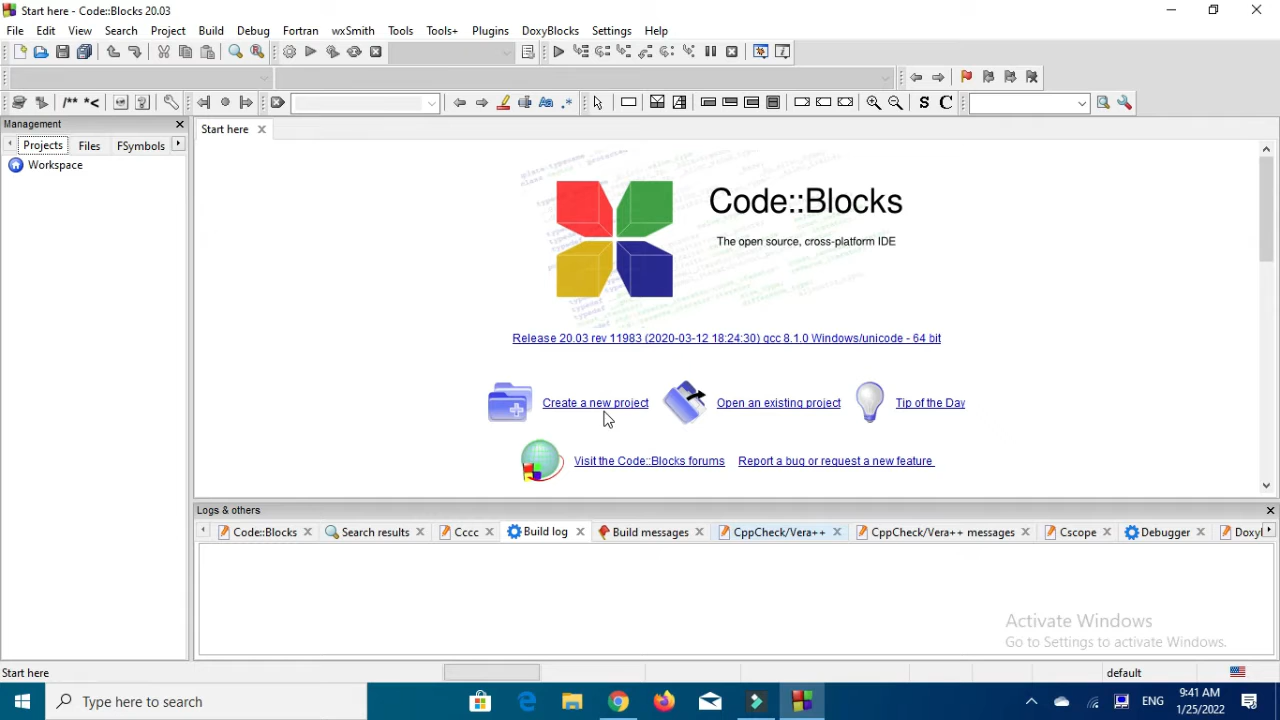 Start here - Code::Blocks 20.03
File Edit View Search Project Build Debug Fortran wxSmith Tools Tools+ Plugins DoxyBlocks Settings Help
/** *<
Aa .*
S C
Management
Projects Files FSymbols
Workspace
Start here
Code::Blocks
The open source, cross-platform IDE
Release 20.03 rev 11983 (2020-03-12 18:24:30) gcc 8.1.0 Windows/unicode - 64 bit
Create a new project Open an existing project Tip of the Day
Visit the Code::Blocks forums Report a bug or request a new feature
Logs & others
Code::Blocks Search results Cccc Build log Build messages CppCheck/Vera++ CppCheck/Vera++ messages Cscope Debugger Doxyl
Activate Windows
Go to Settings to activate Windows.
Start here default
Type here to search ENG 9:41 AM
1/25/2022